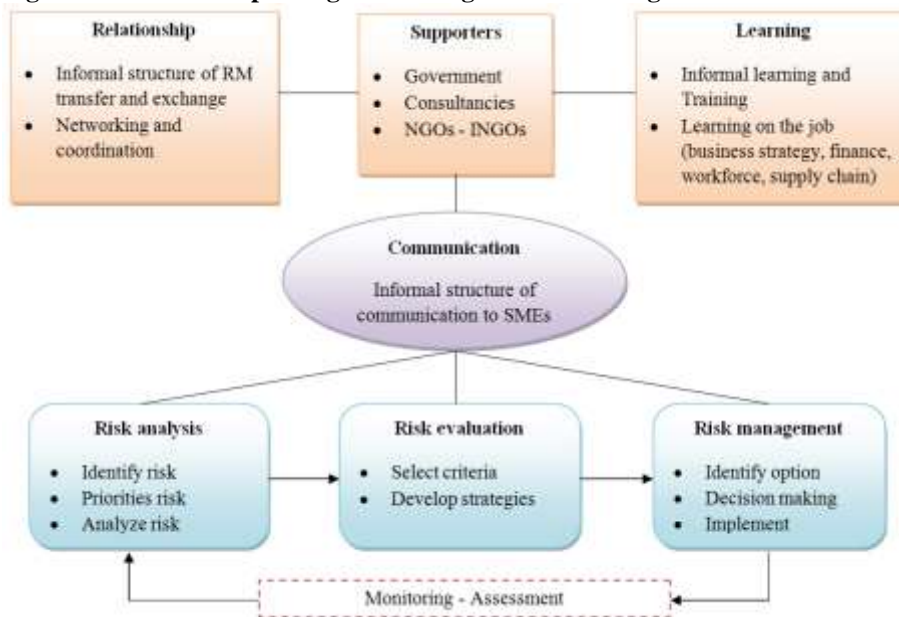 Relationship
Informal structure of RM
transfer and exchange
Networking and
coordination
Supporters
Government
Consultancies
NGOs - INGOs
Learning
Informal learning and
Training
Learning on the job
(business strategy, finance,
workforce, supply chain)
Communication
Informal structure of
communication to SMEs
Risk analysis
Identify risk
Priorities risk
Analyze risk
Risk evaluation
Select criteria
Develop strategies
Risk management
Identify option
Decision making
Implement
Monitoring - Assessment